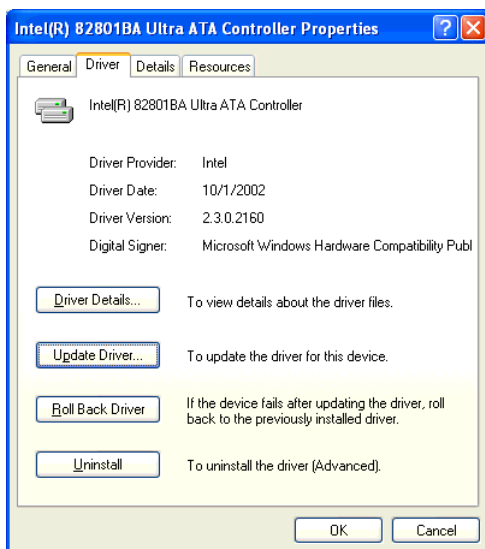 Intel(R) 82801BA Ultra ATA Controller Properties
General Driver Details Resources
Intel(R) 82801BA Ultra ATA Controller
Driver Provider: Intel
Driver Date: 10/1/2002
Driver Version: 2.3.0.2160
Digital Signer: Microsoft Windows Hardware Compatibility Publ
Driver Details... To view details about the driver files.
Update Driver... To update the driver for this device.
Roll Back Driver If the device fails after updating the driver, roll
back to the previously installed driver.
Uninstall To uninstall the driver (Advanced).
OK Cancel